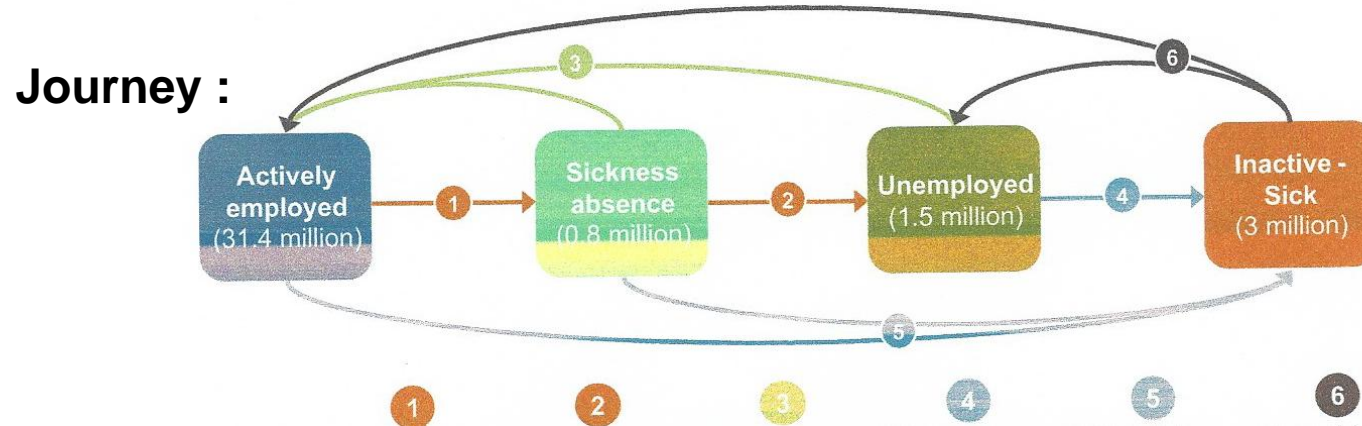 6
3
Journey :
Actively
employed
(31.4 million)
1
Sickness
absence
(0.8 million)
2
Unemployed
(1.5 million)
4
Inactive -
Sick
(3 million)
5
1 2 3 4 5 6